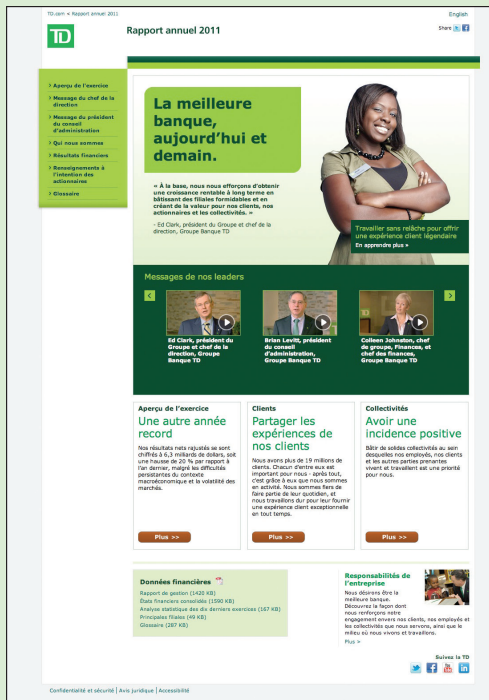 TD.com > Rapport annuel 2011
English
TD
Rapport annuel 2011
Share
> Aperçu de l'exercice
> Message du chef de la
direction
> Message du président
du conseil
d'administration
> Qui nous sommes
> Résultats financiers
> Renseignements à
l'intention des
actionnaires
> Glossaire
La meilleure
banque,
aujourd'hui et
demain.
« À la base, nous nous efforçons d'obtenir
une croissance rentable à long terme en
bâtissant des filiales formidables et en
créant de la valeur pour nos clients, nos
actionnaires et les collectivités. »
- Ed Clark, président du Groupe et chef de la
direction, Groupe Banque TD
Travailler sans relâche pour offrir
une expérience client légendaire
En apprendre plus »
Messages de nos leaders
Ed Clark, président du
Groupe et chef de la
direction, Groupe
Banque TD
Brian Levitt, président
du conseil
d'administration,
Groupe Banque TD
Colleen Johnston, chef
de groupe, Finances, et
chef des finances,
Groupe Banque TD
Aperçu de l'exercice
Une autre année
record
Nos résultats nets rajustés se sont
chiffrés à 6,3 milliards de dollars, soit
une hausse de 20 % par rapport à
l'an dernier, malgré les difficultés
persistantes du contexte
macroéconomique et la volatilité des
marchés.
Plus >>
Clients
Partager les
expériences de
nos clients
Nous avons plus de 19 millions de
clients. Chacun d'entre eux est
important pour nous - après tout,
c'est grâce à eux que nous sommes
en activité. Nous sommes fiers de
faire partie de leur quotidien, et
nous travaillons dur pour leur fournir
une expérience client exceptionnelle
en tout temps.
Plus >>
Collectivités
Avoir une
incidence positive
Bâtir de solides collectivités au sein
desquelles nos employés, nos clients
et les autres parties prenantes
vivent et travaillent est une priorité
pour nous.
Plus >>
Données financières
Rapport de gestion (1420 KB)
États financiers consolidés (1590 KB)
Analyse statistique des dix derniers exercises (167 KB)
Principales filiales (49 KB)
Glossaire (287 KB)
Responsabilités de
l'entreprise
Nous désirons être la
meilleure banque.
Découvrez la façon dont
nous renforçons notre
engagement envers nos clients, nos employés et
les collectivités que nous servons, ainsi que le
milieu où nous vivons et travaillons.
Plus >
Suivez la TD
Confidentialité et sécurité | Avis juridique | Accessibilité